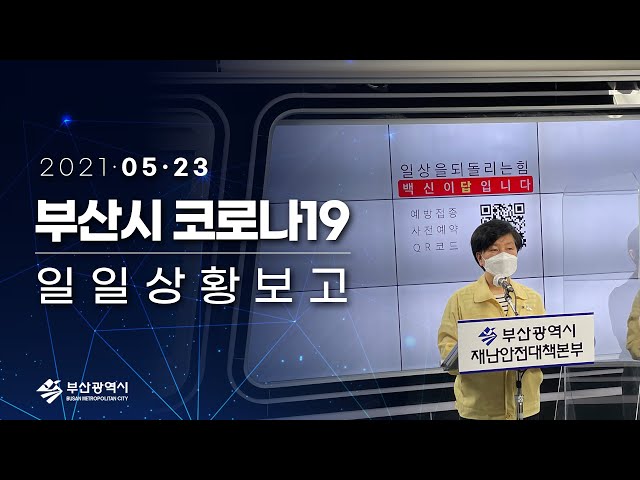 2021·05·23
부산시 코로나19
일일상황보고
부산광역시
BUSAN METROPOLITAN CITY
일상을되돌리는힘
백신이답입니다
예방접종
사전예약
QR코드
부산광역시
재난안전대책본부